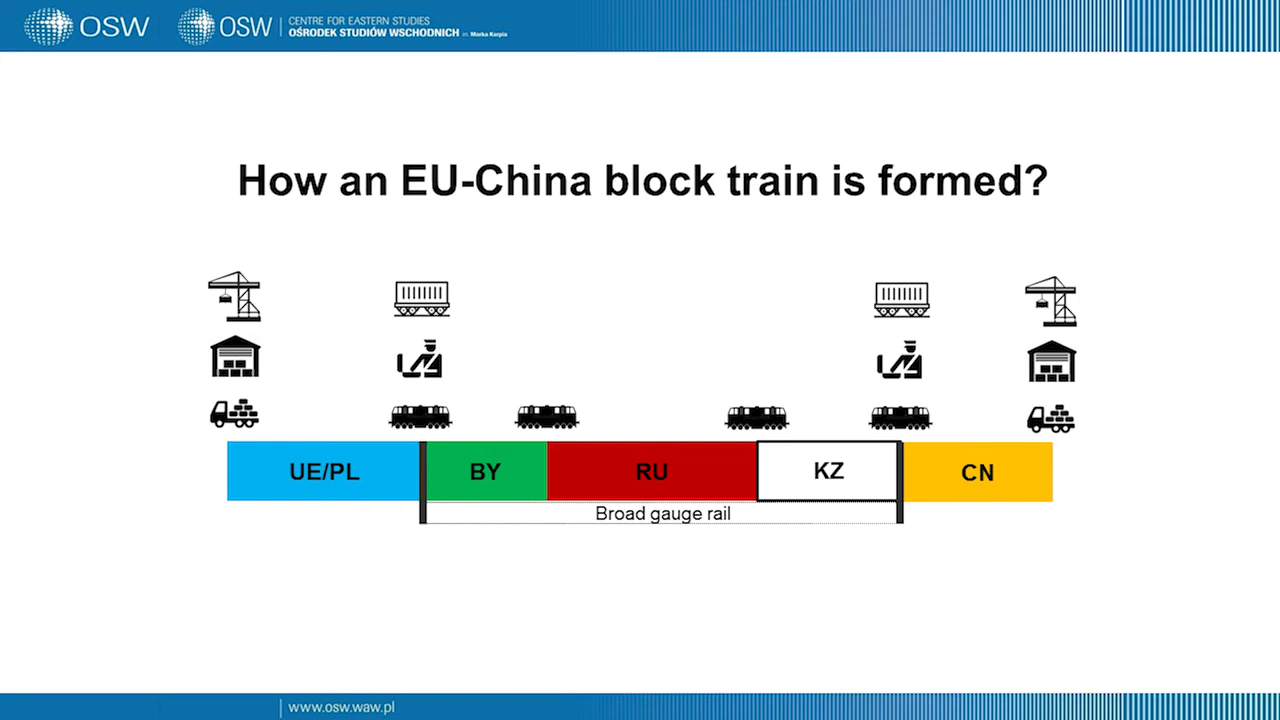 OSW
OSW
CENTRE FOR EASTERN STUDIES
OŚRODEK STUDIÓW WSCHODNICH im. Marka Karpia
How an EU-China block train is formed?
UE/PL BY RU KZ CN
Broad gauge rail
www.osw.waw.pl